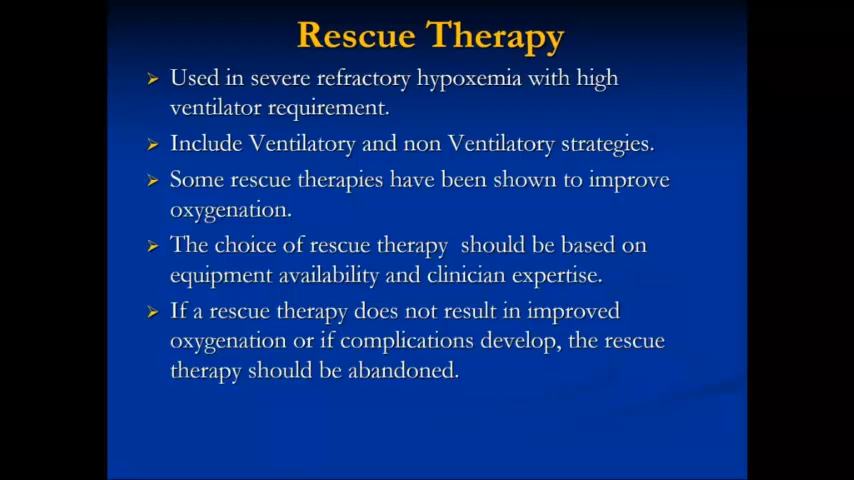 Rescue Therapy
➢ Used in severe refractory hypoxemia with high
ventilator requirement.
➢ Include Ventilatory and non Ventilatory strategies.
➢ Some rescue therapies have been shown to improve
oxygenation.
➢ The choice of rescue therapy should be based on
equipment availability and clinician expertise.
➢ If a rescue therapy does not result in improved
oxygenation or if complications develop, the rescue
therapy should be abandoned.